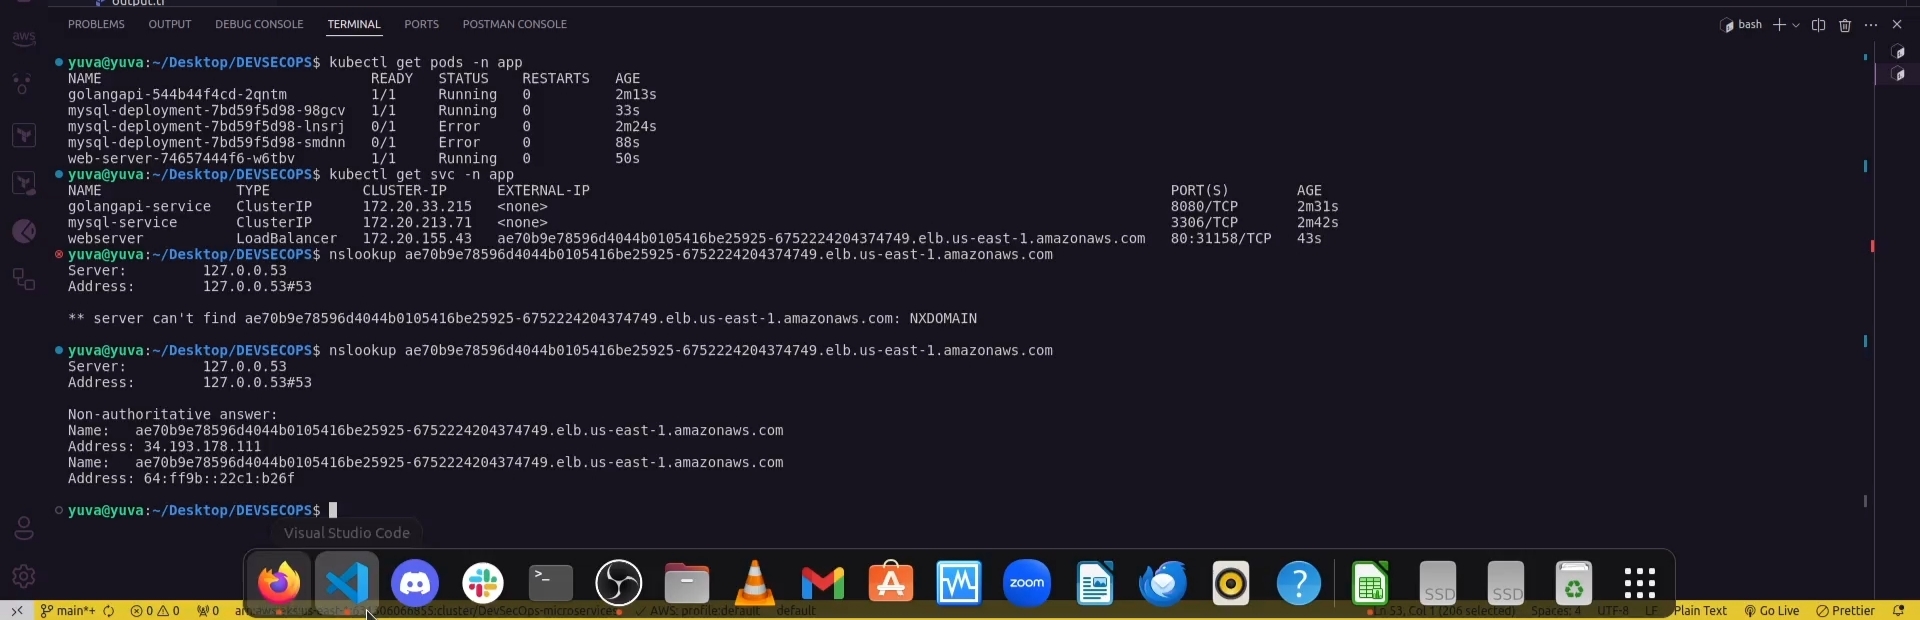 output.tf
PROBLEMS OUTPUT DEBUG CONSOLE TERMINAL PORTS POSTMAN CONSOLE bash
aws
yuva@yuva:~/Desktop/DEVSECOPS$ kubectl get pods -n app
NAME READY STATUS RESTARTS AGE
golangapi-544b44f4cd-2qntm 1/1 Running 0 2m13s
mysql-deployment-7bd59f5d98-98gcv 1/1 Running 0 33s
mysql-deployment-7bd59f5d98-lnsrj 0/1 Error 0 2m24s
mysql-deployment-7bd59f5d98-smdnn 0/1 Error 0 88s
web-server-74657444f6-w6tbv 1/1 Running 0 50s
yuva@yuva:~/Desktop/DEVSECOPS$ kubectl get svc -n app
NAME TYPE CLUSTER-IP EXTERNAL-IP PORT(S) AGE
golangapi-service ClusterIP 172.20.33.215 <none> 8080/TCP 2m31s
mysql-service ClusterIP 172.20.213.71 <none> 3306/TCP 2m42s
webserver LoadBalancer 172.20.155.43 ae70b9e78596d4044b0105416be25925-6752224204374749.elb.us-east-1.amazonaws.com 80:31158/TCP 43s
yuva@yuva:~/Desktop/DEVSECOPS$ nslookup ae70b9e78596d4044b0105416be25925-6752224204374749.elb.us-east-1.amazonaws.com
Server: 127.0.0.53
Address: 127.0.0.53#53
** server can't find ae70b9e78596d4044b0105416be25925-6752224204374749.elb.us-east-1.amazonaws.com: NXDOMAIN
yuva@yuva:~/Desktop/DEVSECOPS$ nslookup ae70b9e78596d4044b0105416be25925-6752224204374749.elb.us-east-1.amazonaws.com
Server: 127.0.0.53
Address: 127.0.0.53#53
Non-authoritative answer:
Name: ae70b9e78596d4044b0105416be25925-6752224204374749.elb.us-east-1.amazonaws.com
Address: 34.193.178.111
Name: ae70b9e78596d4044b0105416be25925-6752224204374749.elb.us-east-1.amazonaws.com
Address: 64:ff9b::22c1:b26f
yuva@yuva:~/Desktop/DEVSECOPS$
Visual Studio Code
zoom SSD SSD
main*+ 0 0 0 :cluster/DevSecOps-microservices AWS: profile:default default Ln 53, Col 1 (206 selected) Spaces: 4 UTF-8 LF Plain Text Go Live Prettier